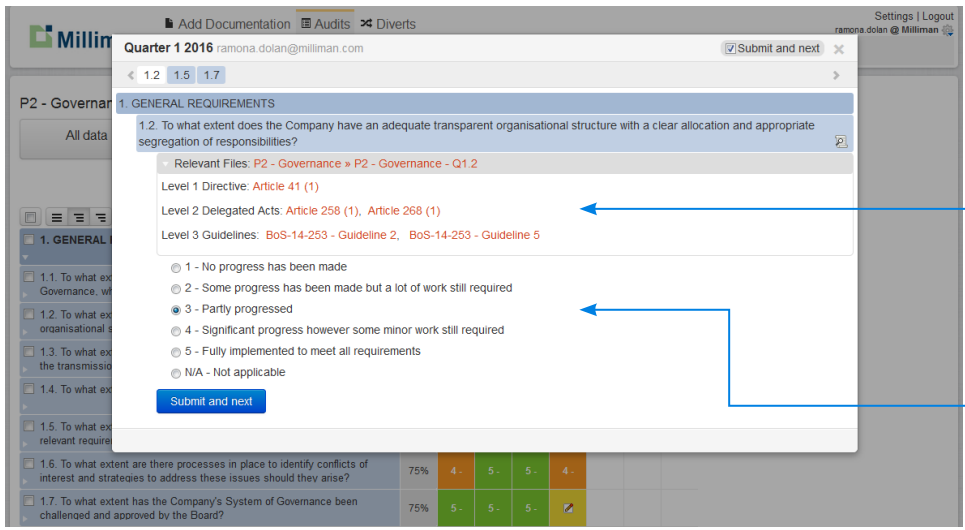 Add Documentation Audits Diverts
Settings | Logout
ramona.dolan @ Milliman
Millim
Quarter 1 2016 ramona.dolan@milliman.com
Submit and next ×
1.2 1.5 1.7
P2 - Governan
All data
1. GENERAL REQUIREMENTS
1.2. To what extent does the Company have an adequate transparent organisational structure with a clear allocation and appropriate
segregation of responsibilities?
Relevant Files: P2 - Governance » P2 - Governance - Q1.2
Level 1 Directive: Article 41 (1)
Level 2 Delegated Acts: Article 258 (1), Article 268 (1)
Level 3 Guidelines: BoS-14-253 - Guideline 2, BoS-14-253 - Guideline 5
1 - No progress has been made
2 - Some progress has been made but a lot of work still required
3 - Partly progressed
4 - Significant progress however some minor work still required
5 - Fully implemented to meet all requirements
N/A - Not applicable
Submit and next
1. GENERAL
1.1. To what ex
Governance, wh
1.2. To what ex
organisational s
1.3. To what ex
the transmissio
1.4. To what ex
1.5. To what ex
relevant require
1.6. To what extent are there processes in place to identify conflicts of
interest and strategies to address these issues should they arise?
75% 4 - 5 - 5 - 4 -
1.7. To what extent has the Company's System of Governance been
challenged and approved by the Board?
75% 5 - 5 - 5 -